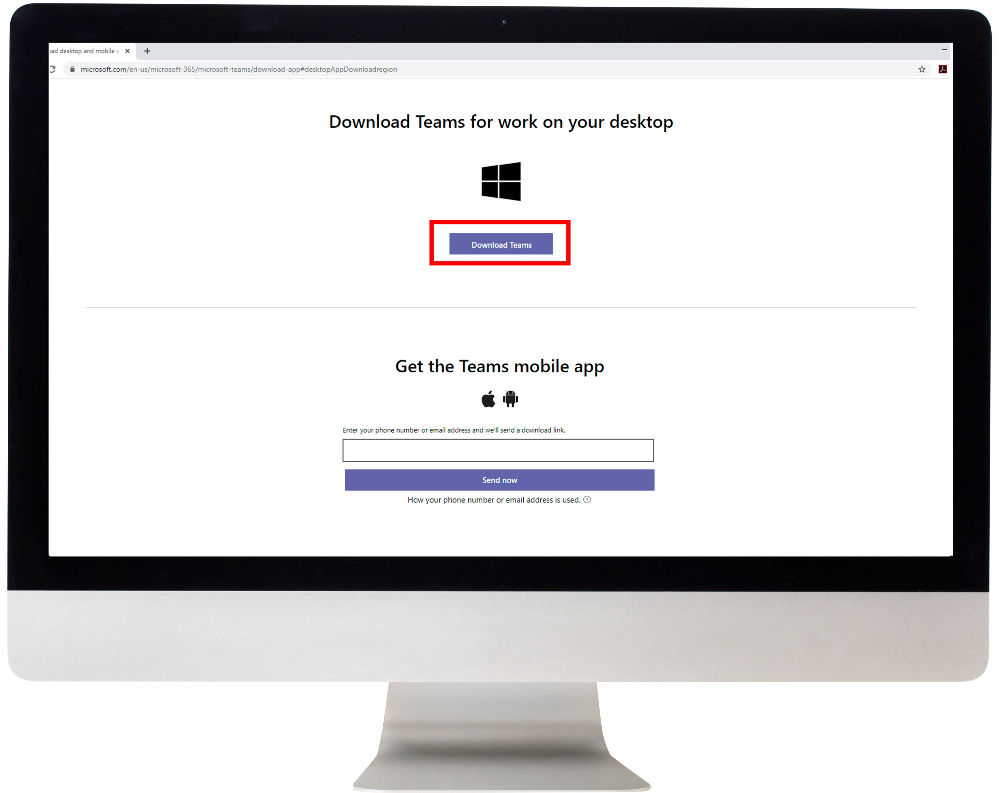 desktop and mobile
microsoft.com/en-us/microsoft-365/microsoft-teams/download-app#desktopAppDownloadregion
Download Teams for work on your desktop
Download Teams
Get the Teams mobile app
Enter your phone number or email address and we'll send a download link.
Send now
How your phone number or email address is used.